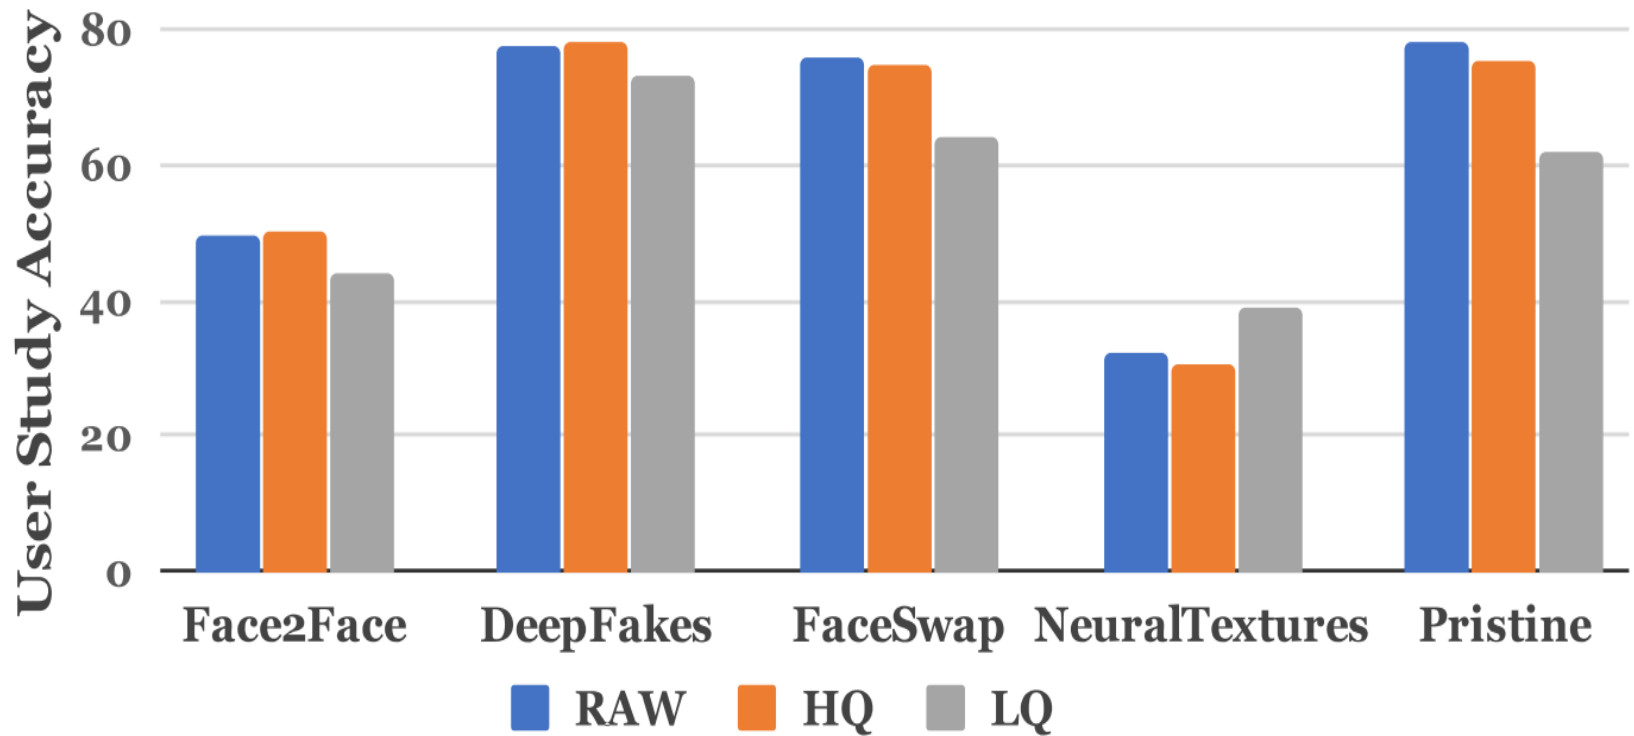 User Study Accuracy
80
60
40
20
0
Face2Face DeepFakes FaceSwap NeuralTextures Pristine
RAW HQ LQ